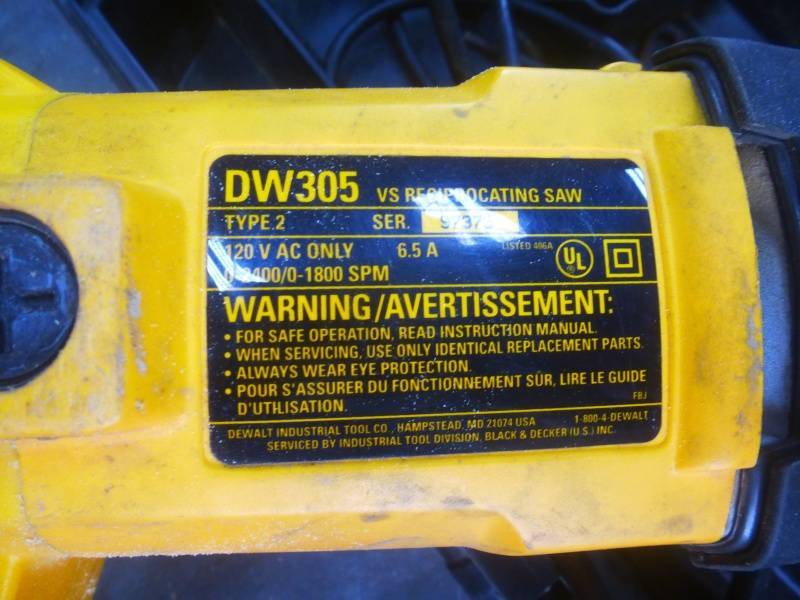 DW305 VS RECIPROCATING SAW
TYPE 2 SER.
120 V AC ONLY 6.5 A LISTED 406A UL
0-2400/0-1800 SPM
WARNING/AVERTISSEMENT:
• FOR SAFE OPERATION, READ INSTRUCTION MANUAL.
• WHEN SERVICING, USE ONLY IDENTICAL REPLACEMENT PARTS.
• ALWAYS WEAR EYE PROTECTION.
• POUR S'ASSURER DU FONCTIONNEMENT SÛR, LIRE LE GUIDE
D'UTHLISATION.
FBJ
DEWALT INDUSTRIAL TOOL CO., HAMPSTEAD, MD 21074 USA 1-800-4-DEWALT
SERVICED BY INDUSTRIAL TOOL DIVISION, BLACK & DECKER (U.S.) INC.